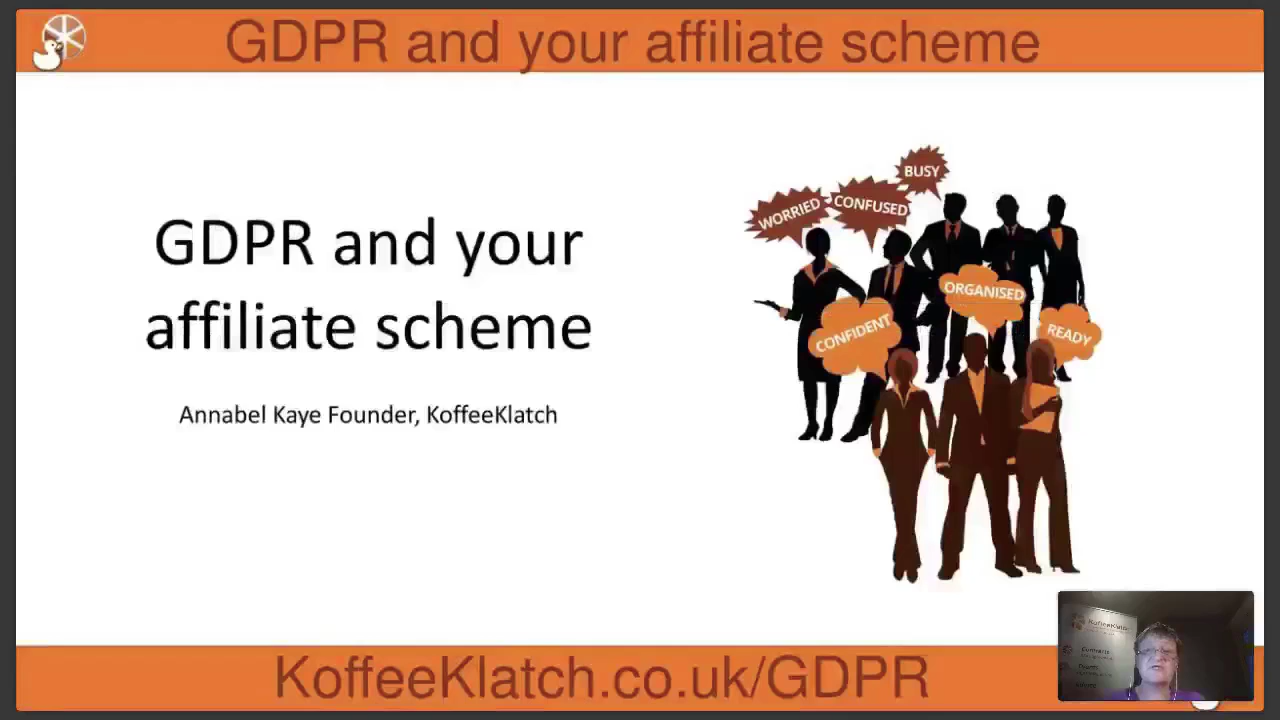 GDPR and your affiliate scheme
GDPR and your
affiliate scheme
Annabel Kaye Founder, KoffeeKlatch
BUSY
WORRIED
CONFUSED
ORGANISED
CONFIDENT
READY
KoffeeKlatch
KoffeeKlatch.co.uk/GDPR